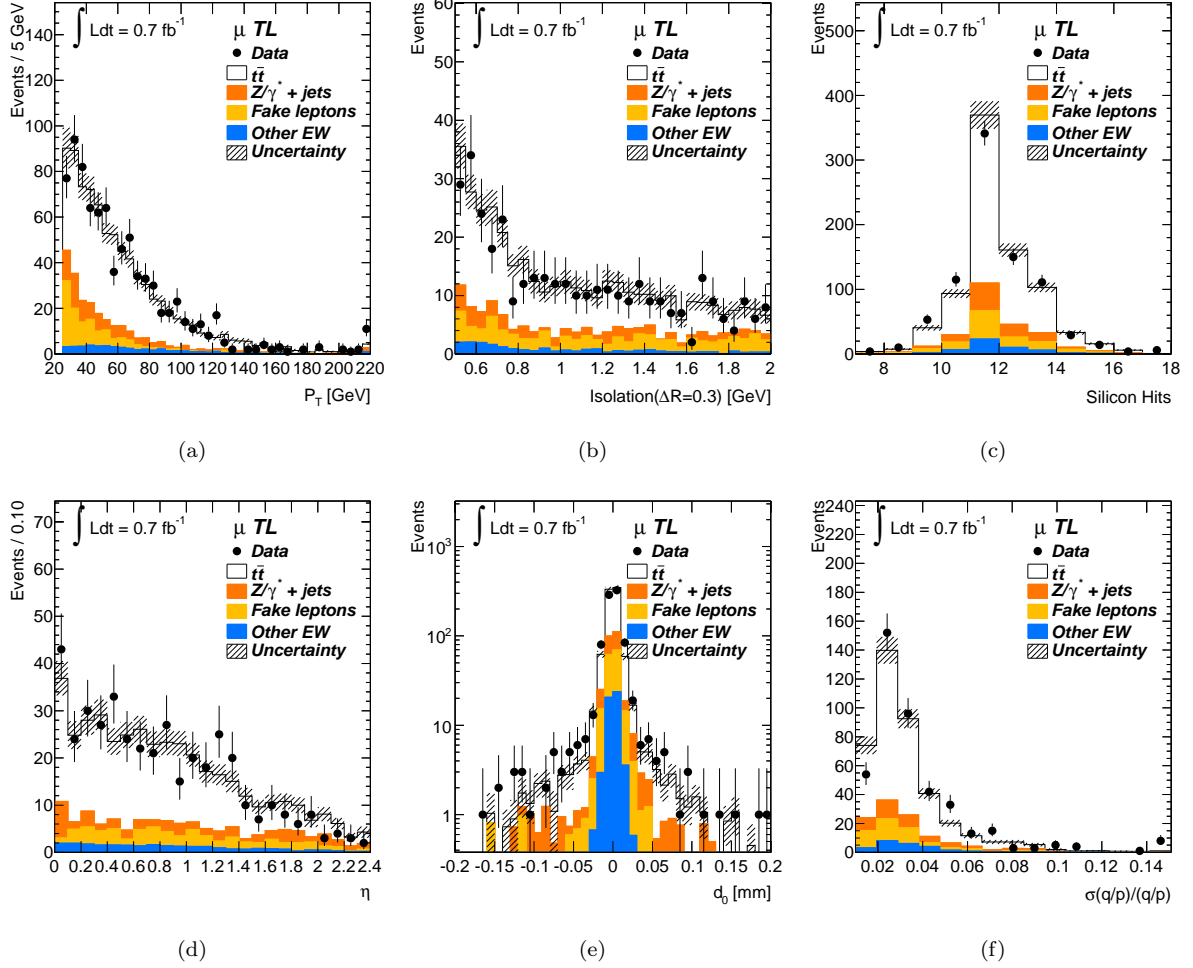 Events / 5 GeV
∫ Ldt = 0.7 fb⁻¹
μ TL
Data
tt̄
Z/γ* + jets
Fake leptons
Other EW
Uncertainty
140
120
100
80
60
40
20
0
20 40 60 80 100 120 140 160 180 200 220
P_T [GeV]
(a)
Events
∫ Ldt = 0.7 fb⁻¹
μ TL
Data
tt̄
Z/γ* + jets
Fake leptons
Other EW
Uncertainty
60
50
40
30
20
10
0
0.6 0.8 1 1.2 1.4 1.6 1.8 2
Isolation(ΔR=0.3) [GeV]
(b)
Events
∫ Ldt = 0.7 fb⁻¹
μ TL
Data
tt̄
Z/γ* + jets
Fake leptons
Other EW
Uncertainty
500
400
300
200
100
0
8 10 12 14 16 18
Silicon Hits
(c)
Events / 0.10
∫ Ldt = 0.7 fb⁻¹
μ TL
Data
tt̄
Z/γ* + jets
Fake leptons
Other EW
Uncertainty
70
60
50
40
30
20
10
0
0 0.2 0.4 0.6 0.8 1 1.2 1.4 1.6 1.8 2 2.2 2.4
η
(d)
Events
∫ Ldt = 0.7 fb⁻¹
μ TL
Data
tt̄
Z/γ* + jets
Fake leptons
Other EW
Uncertainty
10³
10²
10
1
-0.2 -0.15 -0.10 -0.05 0 0.05 0.10 0.15 0.2
d₀ [mm]
(e)
Events
∫ Ldt = 0.7 fb⁻¹
μ TL
Data
tt̄
Z/γ* + jets
Fake leptons
Other EW
Uncertainty
240
220
200
180
160
140
120
100
80
60
40
20
0
0.02 0.04 0.06 0.08 0.1 0.12 0.14
σ(q/p)/(q/p)
(f)